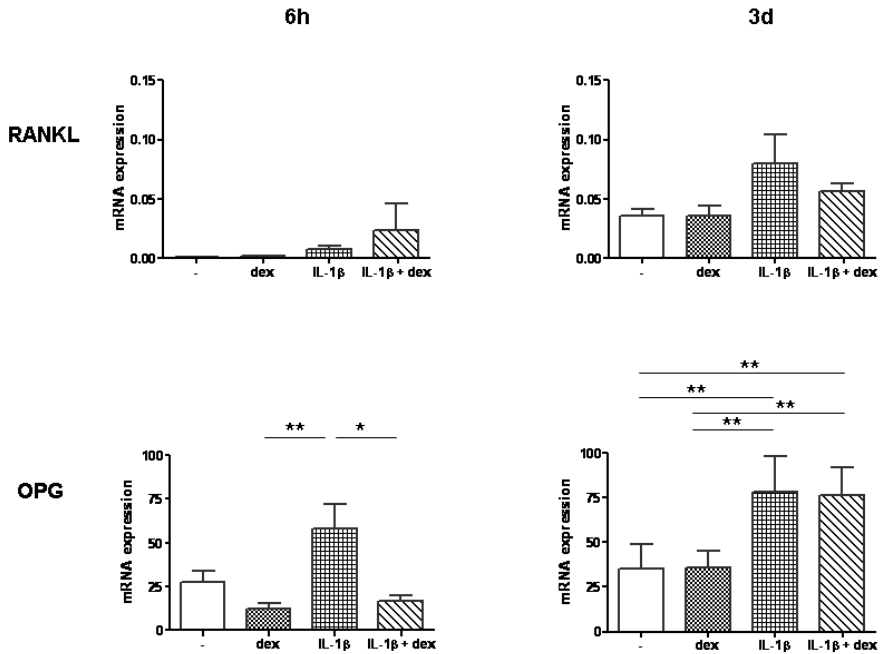 6h 3d
RANKL
mRNA expression
0.15
0.10
0.05
0.00
- dex IL-1β IL-1β + dex
mRNA expression
0.15
0.10
0.05
0.00
- dex IL-1β IL-1β + dex
OPG
** *
mRNA expression
100
75
50
25
0
- dex IL-1β IL-1β + dex
**
**
**
**
mRNA expression
100
75
50
25
0
- dex IL-1β IL-1β + dex